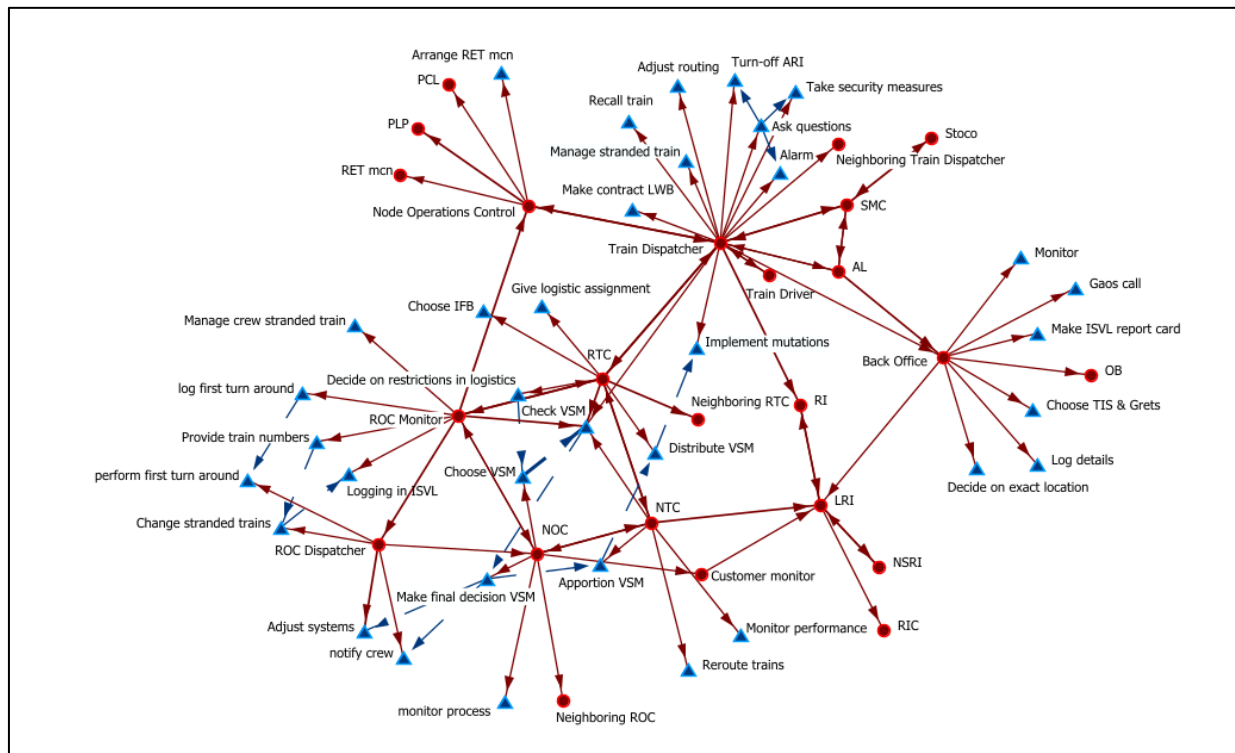 Arrange RET mcn
PCL
PLP
RET mcn
Node Operations Control
Adjust routing
Turn-off ARI
Take security measures
Recall train
Ask questions
Stoco
Manage stranded train
Alarm
Neighboring Train Dispatcher
Make contract LWB
SMC
Train Dispatcher
AL
Train Driver
Monitor
Gaos call
Make ISVL report card
Back Office
OB
Choose TIS & Grets
Log details
Decide on exact location
Give logistic assignment
Choose IFB
Manage crew stranded train
Implement mutations
RTC
Decide on restrictions in logistics
log first turn around
Neighboring RTC
RI
ROC Monitor
Check VSM
Provide train numbers
Distribute VSM
perform first turn around
Logging in ISVL
Choose VSM
Change stranded trains
NTC
LRI
ROC Dispatcher
NOC
NSRI
Apportion VSM
Customer monitor
Make final decision VSM
Adjust systems
notify crew
Monitor performance
RIC
Reroute trains
monitor process
Neighboring ROC